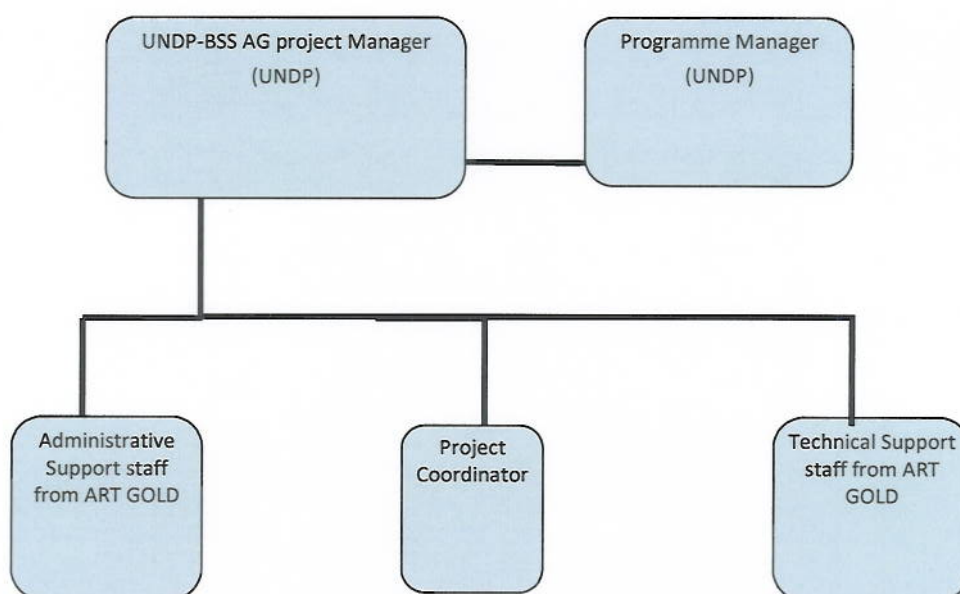 UNDP-BSS AG project Manager
(UNDP)
Programme Manager
(UNDP)
Administrative
Support staff
from ART GOLD
Project
Coordinator
Technical Support
staff from ART
GOLD